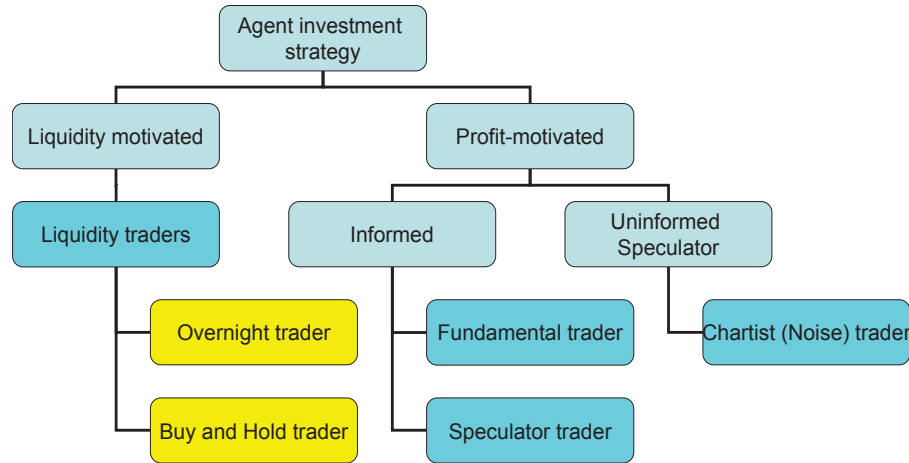 Agent investment
strategy
Liquidity motivated
Profit-motivated
Liquidity traders
Informed
Uninformed
Speculator
Overnight trader
Fundamental trader
Chartist (Noise) trader
Buy and Hold trader
Speculator trader